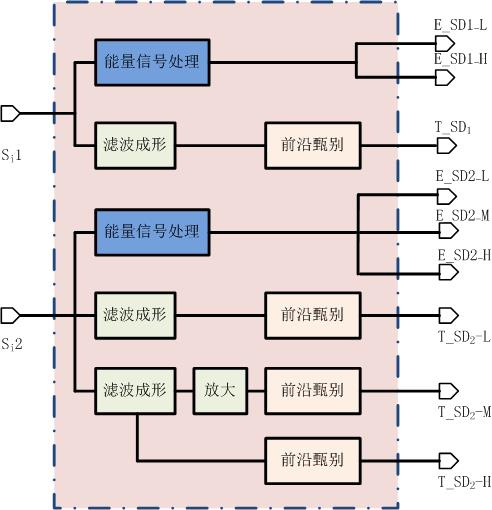 E_SD1-L
能量信号处理
E_SD1-H
T_SD₁
滤波成形
前沿甄别
Sᵢ1
E_SD2-L
能量信号处理
E_SD2-M
E_SD2-H
滤波成形
前沿甄别
Sᵢ2
T_SD₂-L
滤波成形
放大
前沿甄别
T_SD₂-M
前沿甄别
T_SD₂-H